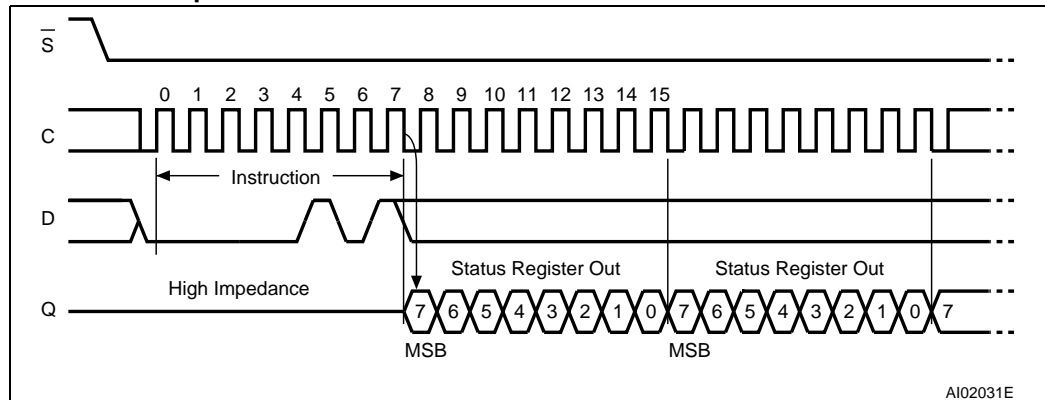 S
0 1 2 3 4 5 6 7 8 9 10 11 12 13 14 15
C
Instruction
D
Status Register Out Status Register Out
High Impedance
Q 7 6 5 4 3 2 1 0 7 6 5 4 3 2 1 0 7
MSB MSB
AI02031E